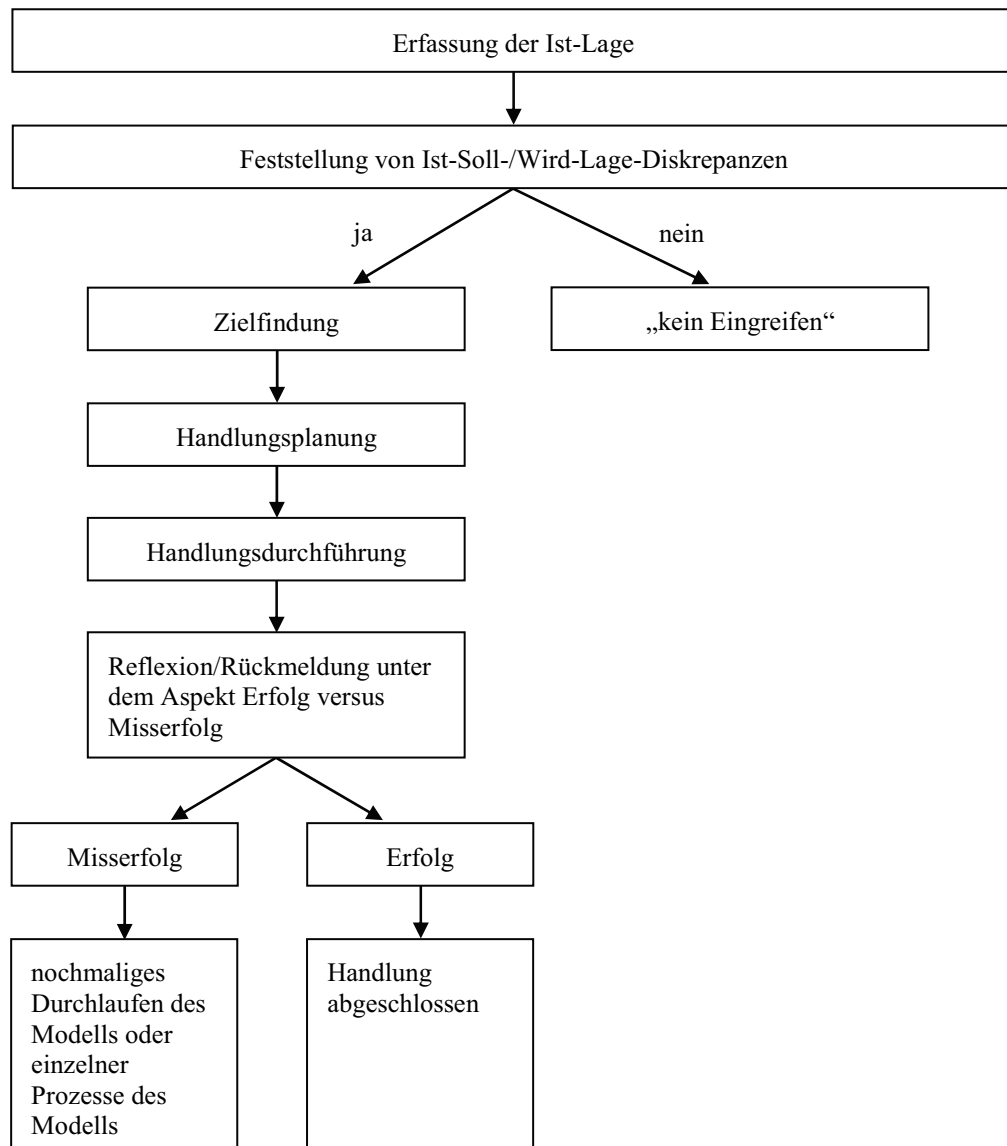 Erfassung der Ist-Lage
Feststellung von Ist-Soll-/Wird-Lage-Diskrepanzen
ja
nein
Zielfindung
„kein Eingreifen“
Handlungsplanung
Handlungsdurchführung
Reflexion/Rückmeldung unter
dem Aspekt Erfolg versus
Misserfolg
Misserfolg
Erfolg
nochmaliges
Durchlaufen des
Modells oder
einzelner
Prozesse des
Modells
Handlung
abgeschlossen